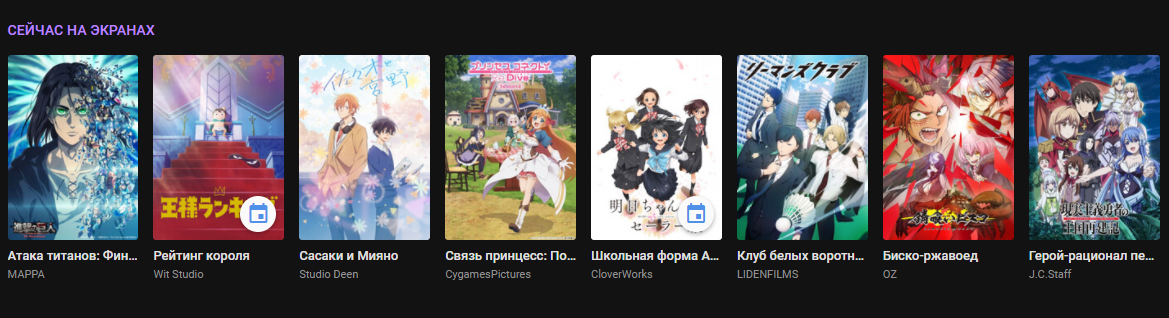 СЕЙЧАС НА ЭКРАНАХ
佐々木と宮野
プリンセスコネクト!
Re:Dive
リーマンズクラブ
進撃の巨人
王様ランキング
明日ちゃん
セーラー
錆喰いビスコ
現実主義勇者の
王国再建記
Атака титанов: Фин...
Рейтинг короля
Сасаки и Мияно
Связь принцесс: По...
Школьная форма А...
Клуб белых воротн...
Биско-ржавоед
Герой-рационал пе...
MAPPA
Wit Studio
Studio Deen
CygamesPictures
CloverWorks
LIDENFILMS
OZ
J.C.Staff